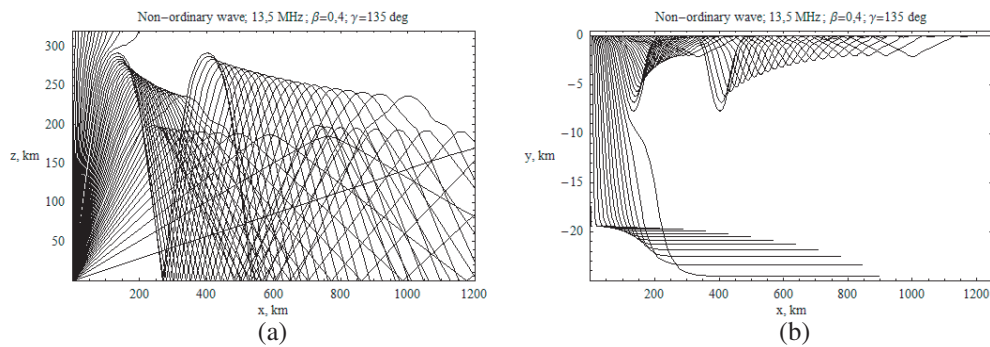 Non−ordinary wave; 13,5 MHz; β=0,4; γ=135 deg
300
250
200
z, km
150
100
50
200 400 600 800 1000 1200
x, km
(a)
Non−ordinary wave; 13,5 MHz; β=0,4; γ=135 deg
0
−5
−10
y, km
−15
−20
200 400 600 800 1000 1200
x, km
(b)